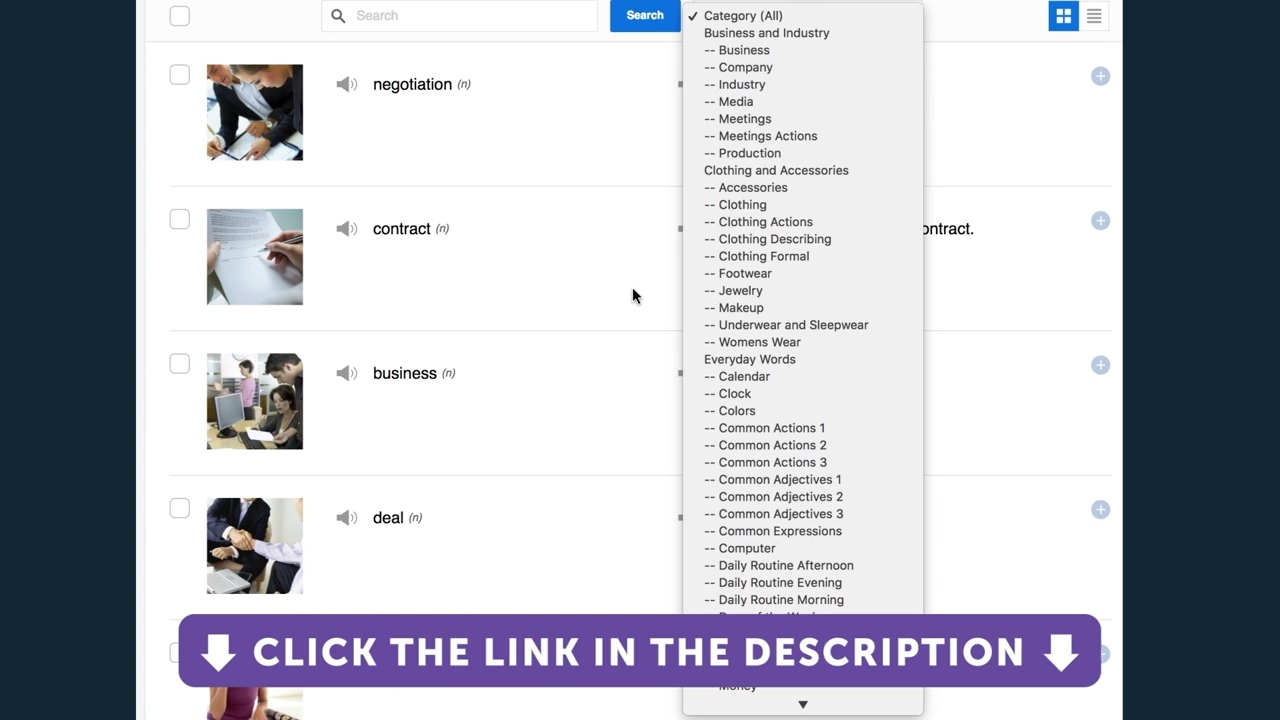 Search
Search
✓ Category (All)
Business and Industry
-- Business
-- Company
-- Industry
-- Media
-- Meetings
-- Meetings Actions
-- Production
Clothing and Accessories
-- Accessories
-- Clothing
-- Clothing Actions
-- Clothing Describing
-- Clothing Formal
-- Footwear
-- Jewelry
-- Makeup
-- Underwear and Sleepwear
-- Womens Wear
Everyday Words
-- Calendar
-- Clock
-- Colors
-- Common Actions 1
-- Common Actions 2
-- Common Actions 3
-- Common Adjectives 1
-- Common Adjectives 2
-- Common Adjectives 3
-- Common Expressions
-- Computer
-- Daily Routine Afternoon
-- Daily Routine Evening
-- Daily Routine Morning
Money
negotiation (n)
contract (n)
ontract.
business (n)
deal (n)
CLICK THE LINK IN THE DESCRIPTION